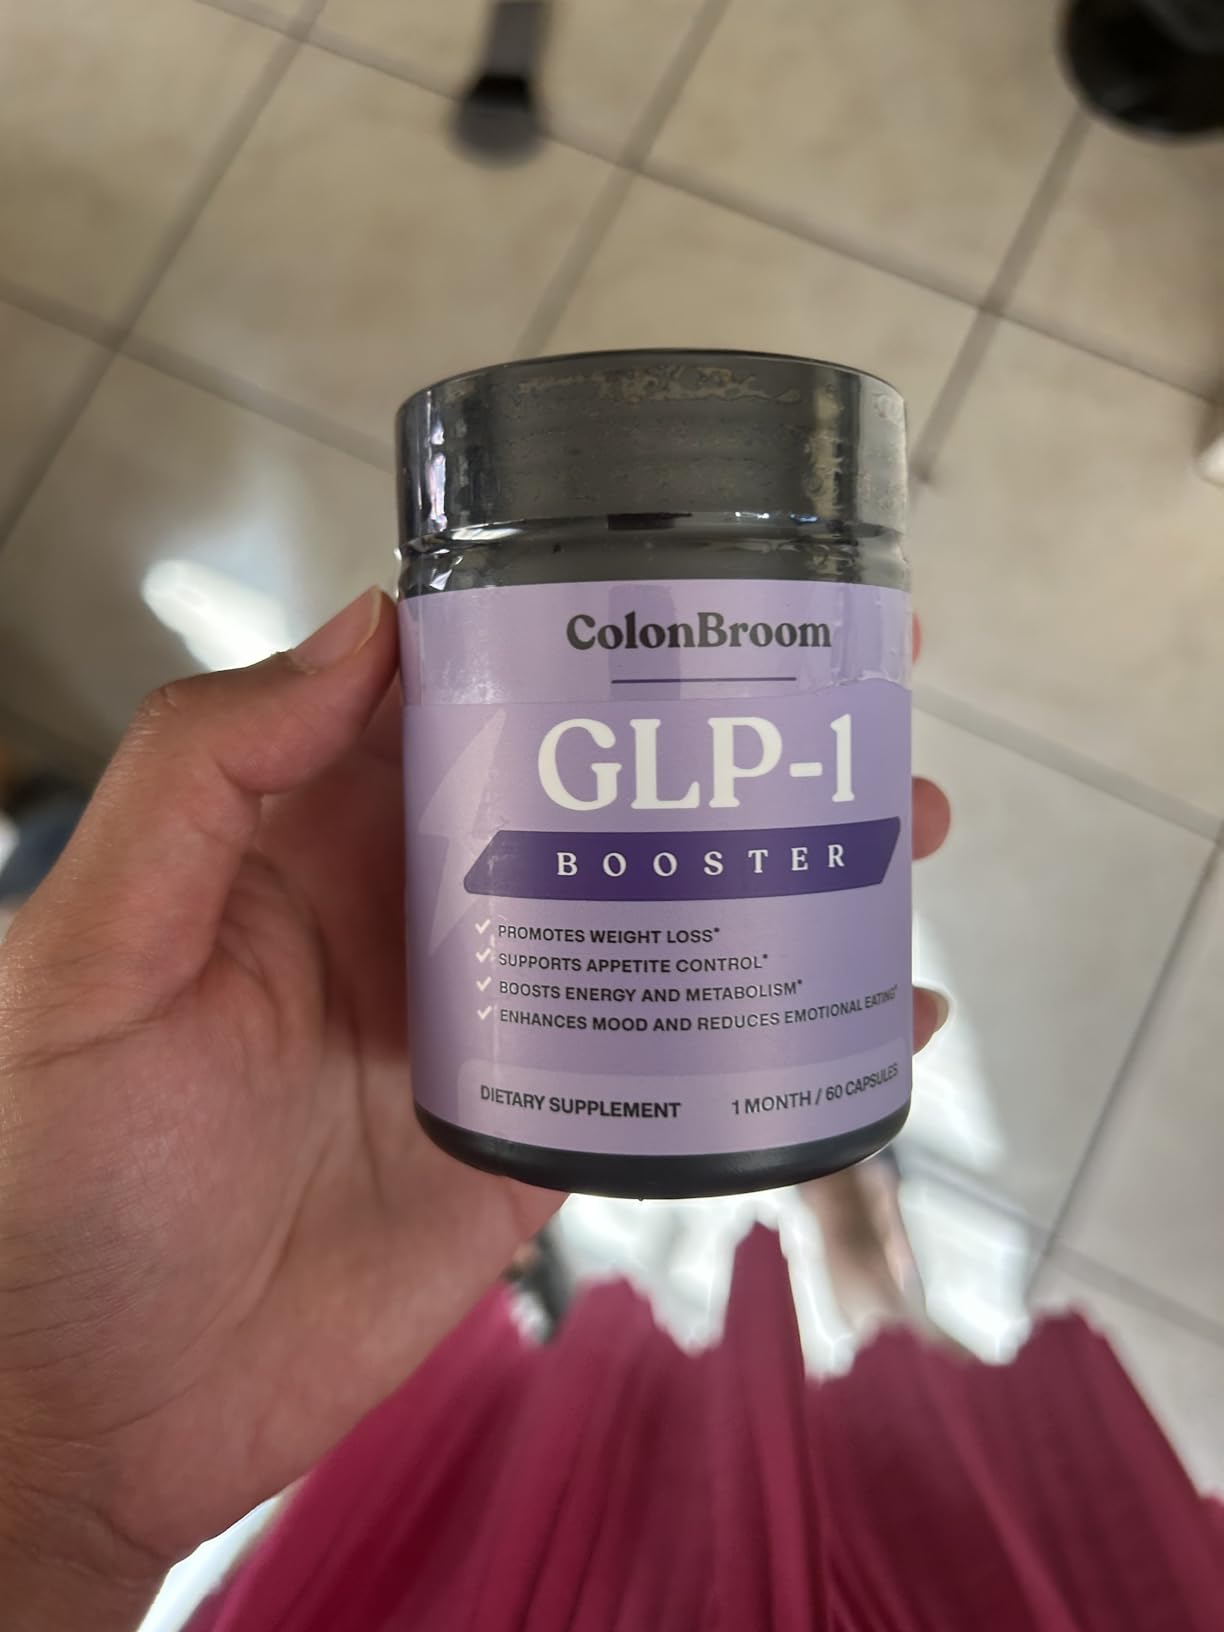 ColonBroom
GLP-1
BOOSTER
PROMOTES WEIGHT LOSS*
SUPPORTS APPETITE CONTROL*
BOOSTS ENERGY AND METABOLISM*
ENHANCES MOOD AND REDUCES EMOTIONAL EATING*
DIETARY SUPPLEMENT 1 MONTH / 60 CAPSULES